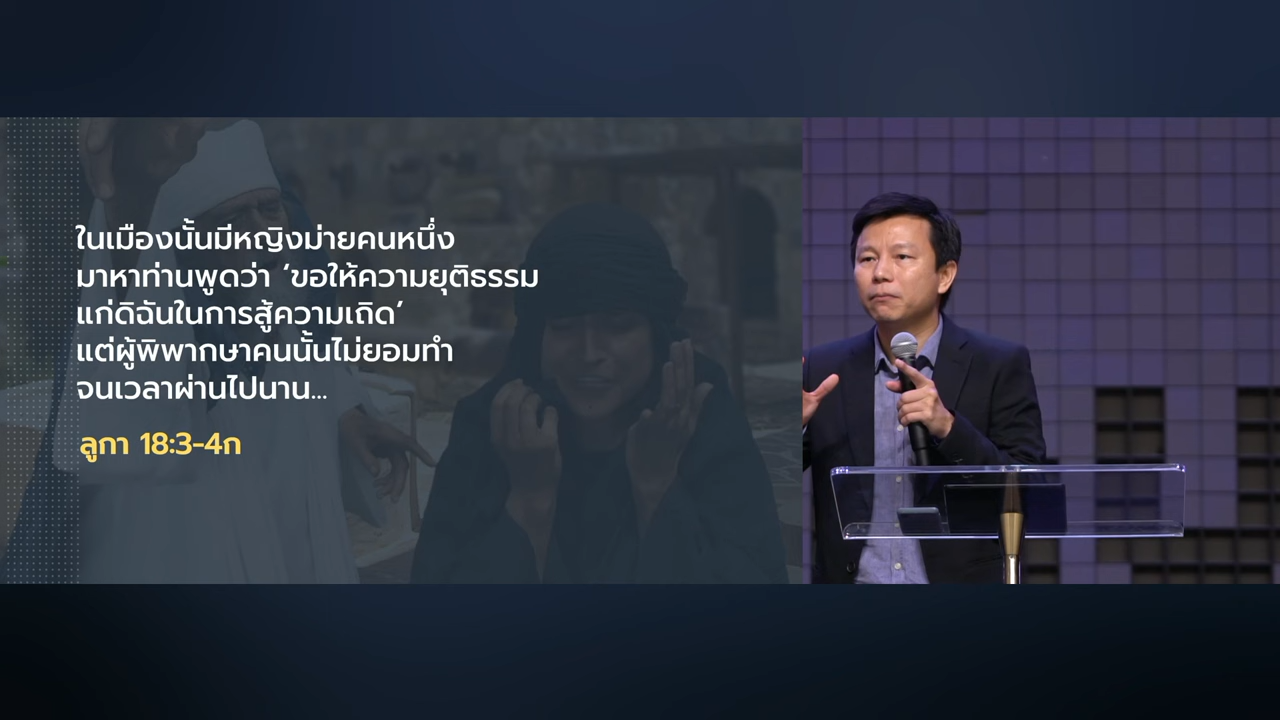 ในเมืองนั้นมีหญิงม่ายคนหนึ่ง
มาหาท่านพูดว่า ‘ขอให้ความยุติธรรม
แก่ดิฉันในการสู้ความเถิด’
แต่ผู้พิพากษาคนนั้นไม่ยอมทำ
จนเวลาผ่านไปนาน...
ลูกา 18:3-4ก